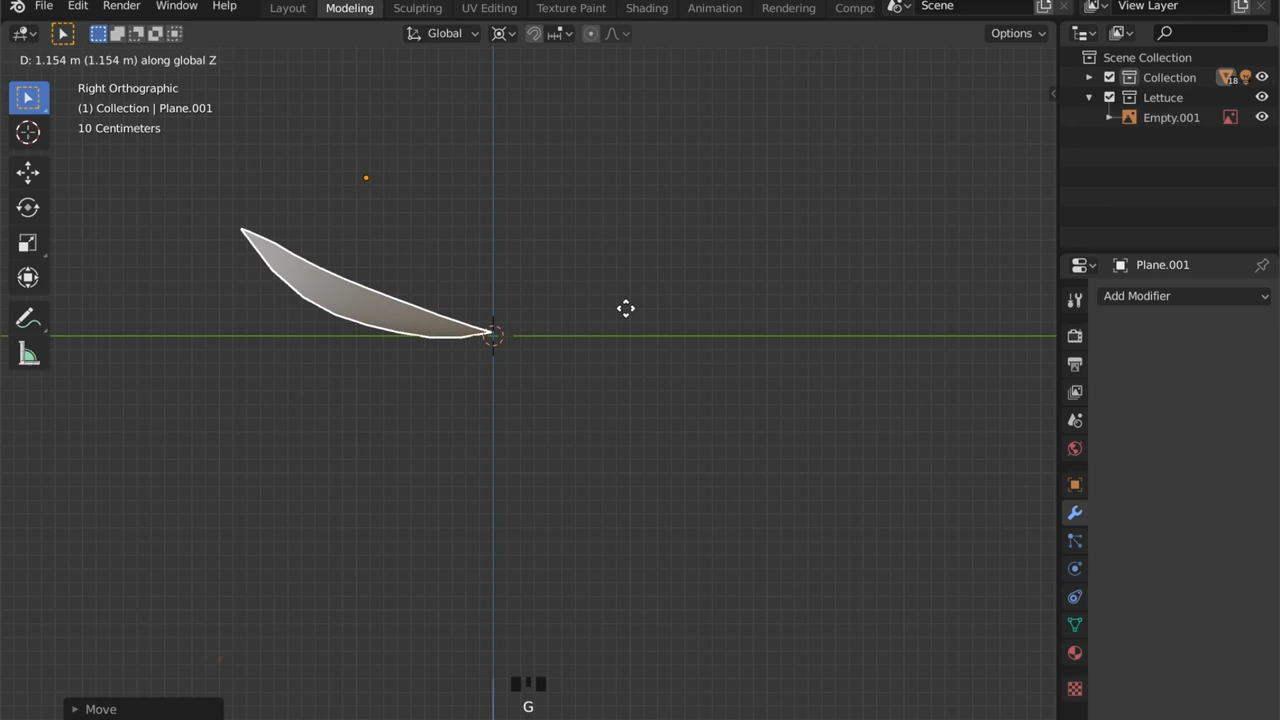 File Edit Render Window Help Layout Modeling Sculpting UV Editing Texture Paint Shading Animation Rendering Compo Scene View Layer
Global Options
D: 1.154 m (1.154 m) along global Z
Right Orthographic
(1) Collection | Plane.001
10 Centimeters
Scene Collection
Collection 18
Lettuce
Empty.001
Plane.001
Add Modifier
G
Move